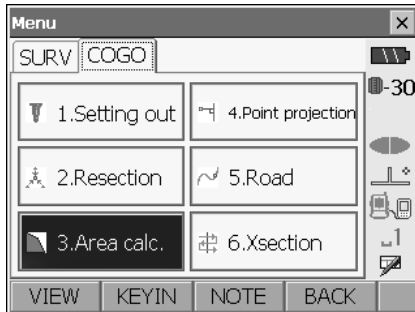 Menu
SURV COGO
-30
1.Setting out
4.Point projection
2.Resection
5.Road
3.Area calc.
6.Xsection
1
VIEW KEYIN NOTE BACK